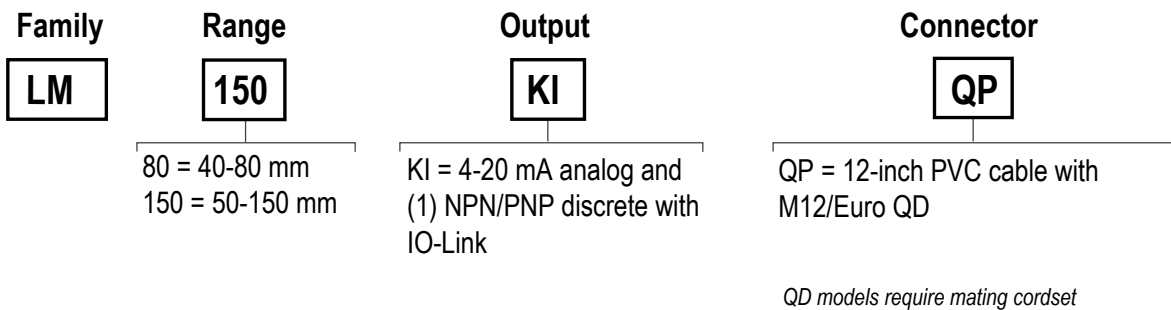 Family Range Output Connector
LM 150 KI QP
80 = 40-80 mm
150 = 50-150 mm
KI = 4-20 mA analog and
(1) NPN/PNP discrete with
IO-Link
QP = 12-inch PVC cable with
M12/Euro QD
QD models require mating cordset